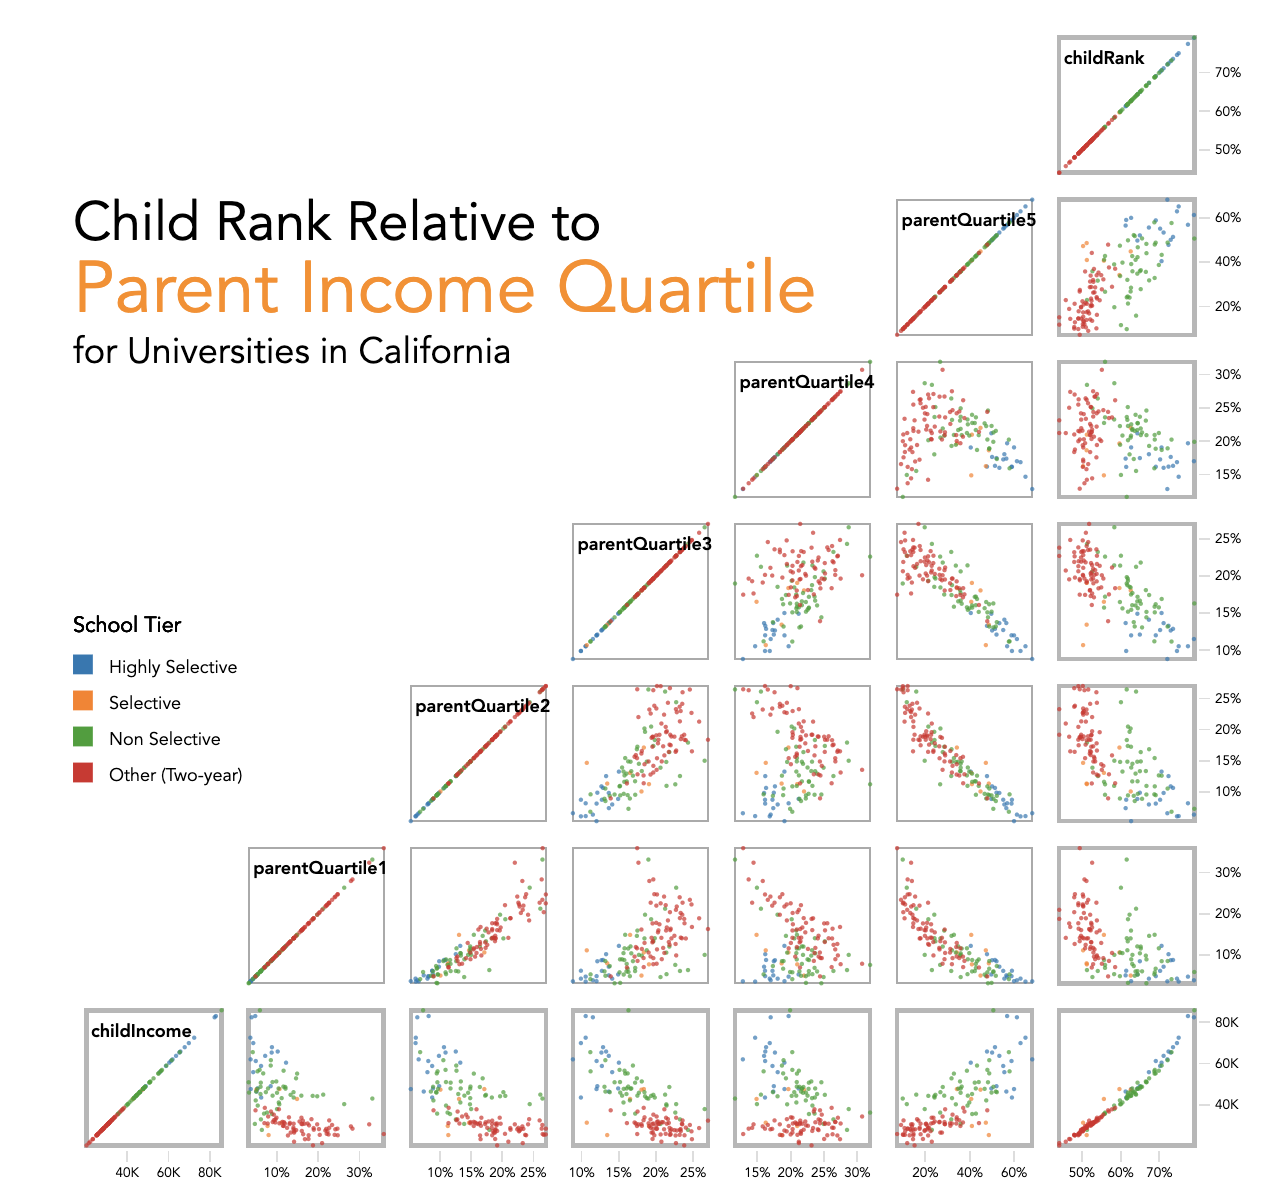 childRank
70%
60%
50%
Child Rank Relative to
Parent Income Quartile
for Universities in California
parentQuartile5
60%
40%
20%
parentQuartile4
30%
25%
20%
15%
parentQuartile3
25%
20%
15%
10%
School Tier
Highly Selective
Selective
Non Selective
Other (Two-year)
parentQuartile2
25%
20%
15%
10%
parentQuartile1
30%
20%
10%
childIncome
80K
60K
40K
40K 60K 80K 10% 20% 30% 10% 15% 20% 25% 10% 15% 20% 25% 15% 20% 25% 30% 20% 40% 60% 50% 60% 70%